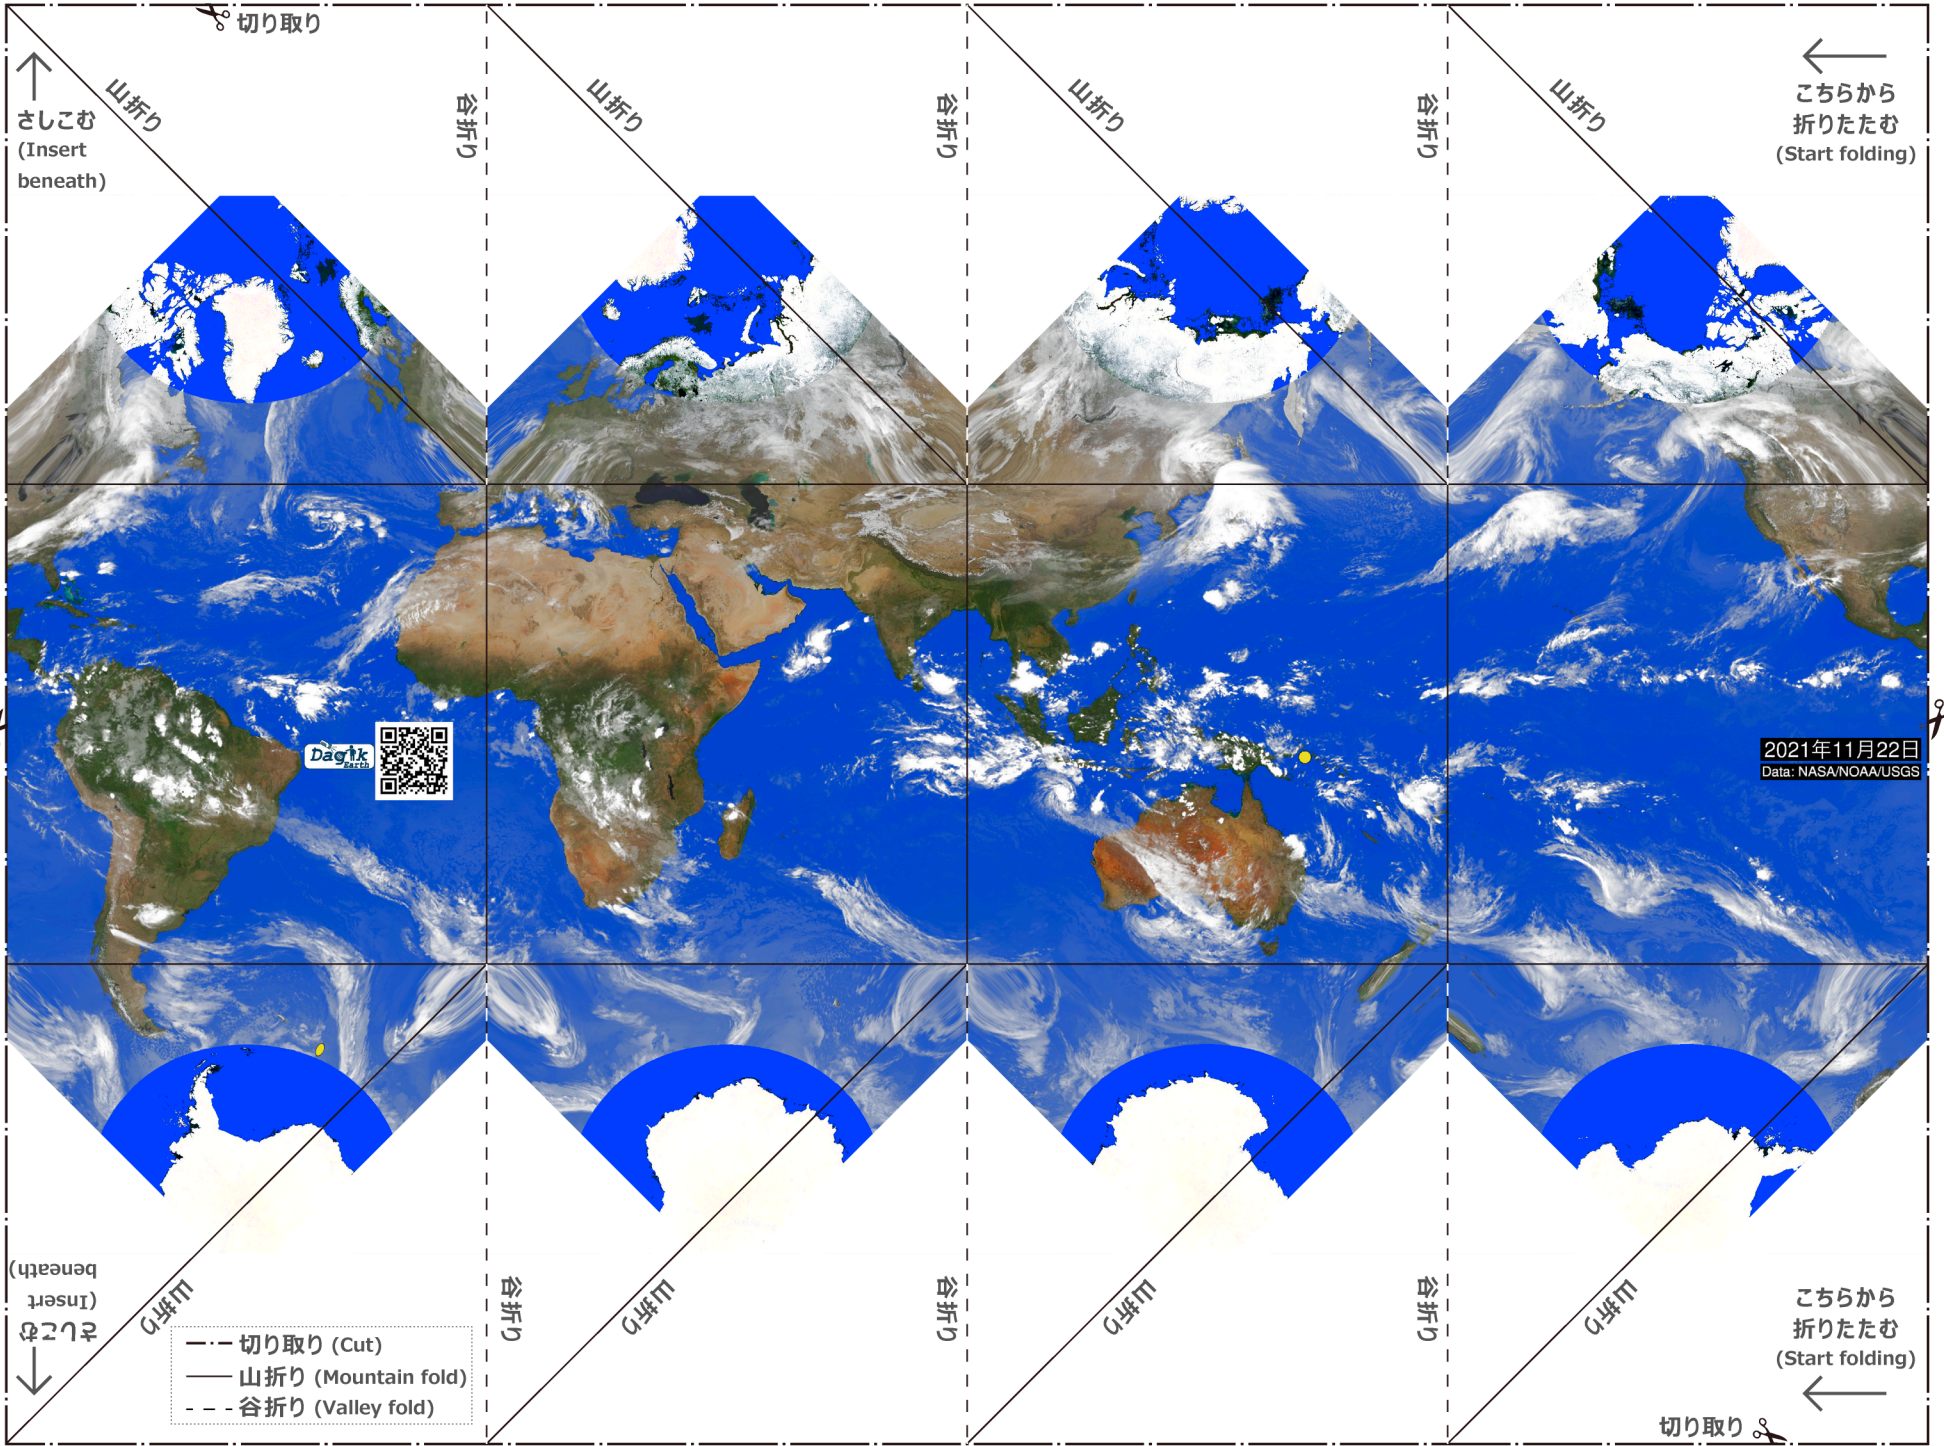 切り取り
山折り
谷折り
山折り
谷折り
山折り
谷折り
山折り
さしこむ
(Insert
beneath)
こちらから
折りたたむ
(Start folding)
Dagik
Earth
2021年11月22日
Data: NASA/NOAA/USGS
さしこむ
(Insert
beneath)
山折り
谷折り
山折り
谷折り
山折り
谷折り
山折り
こちらから
折りたたむ
(Start folding)
切り取り (Cut)
山折り (Mountain fold)
谷折り (Valley fold)
切り取り